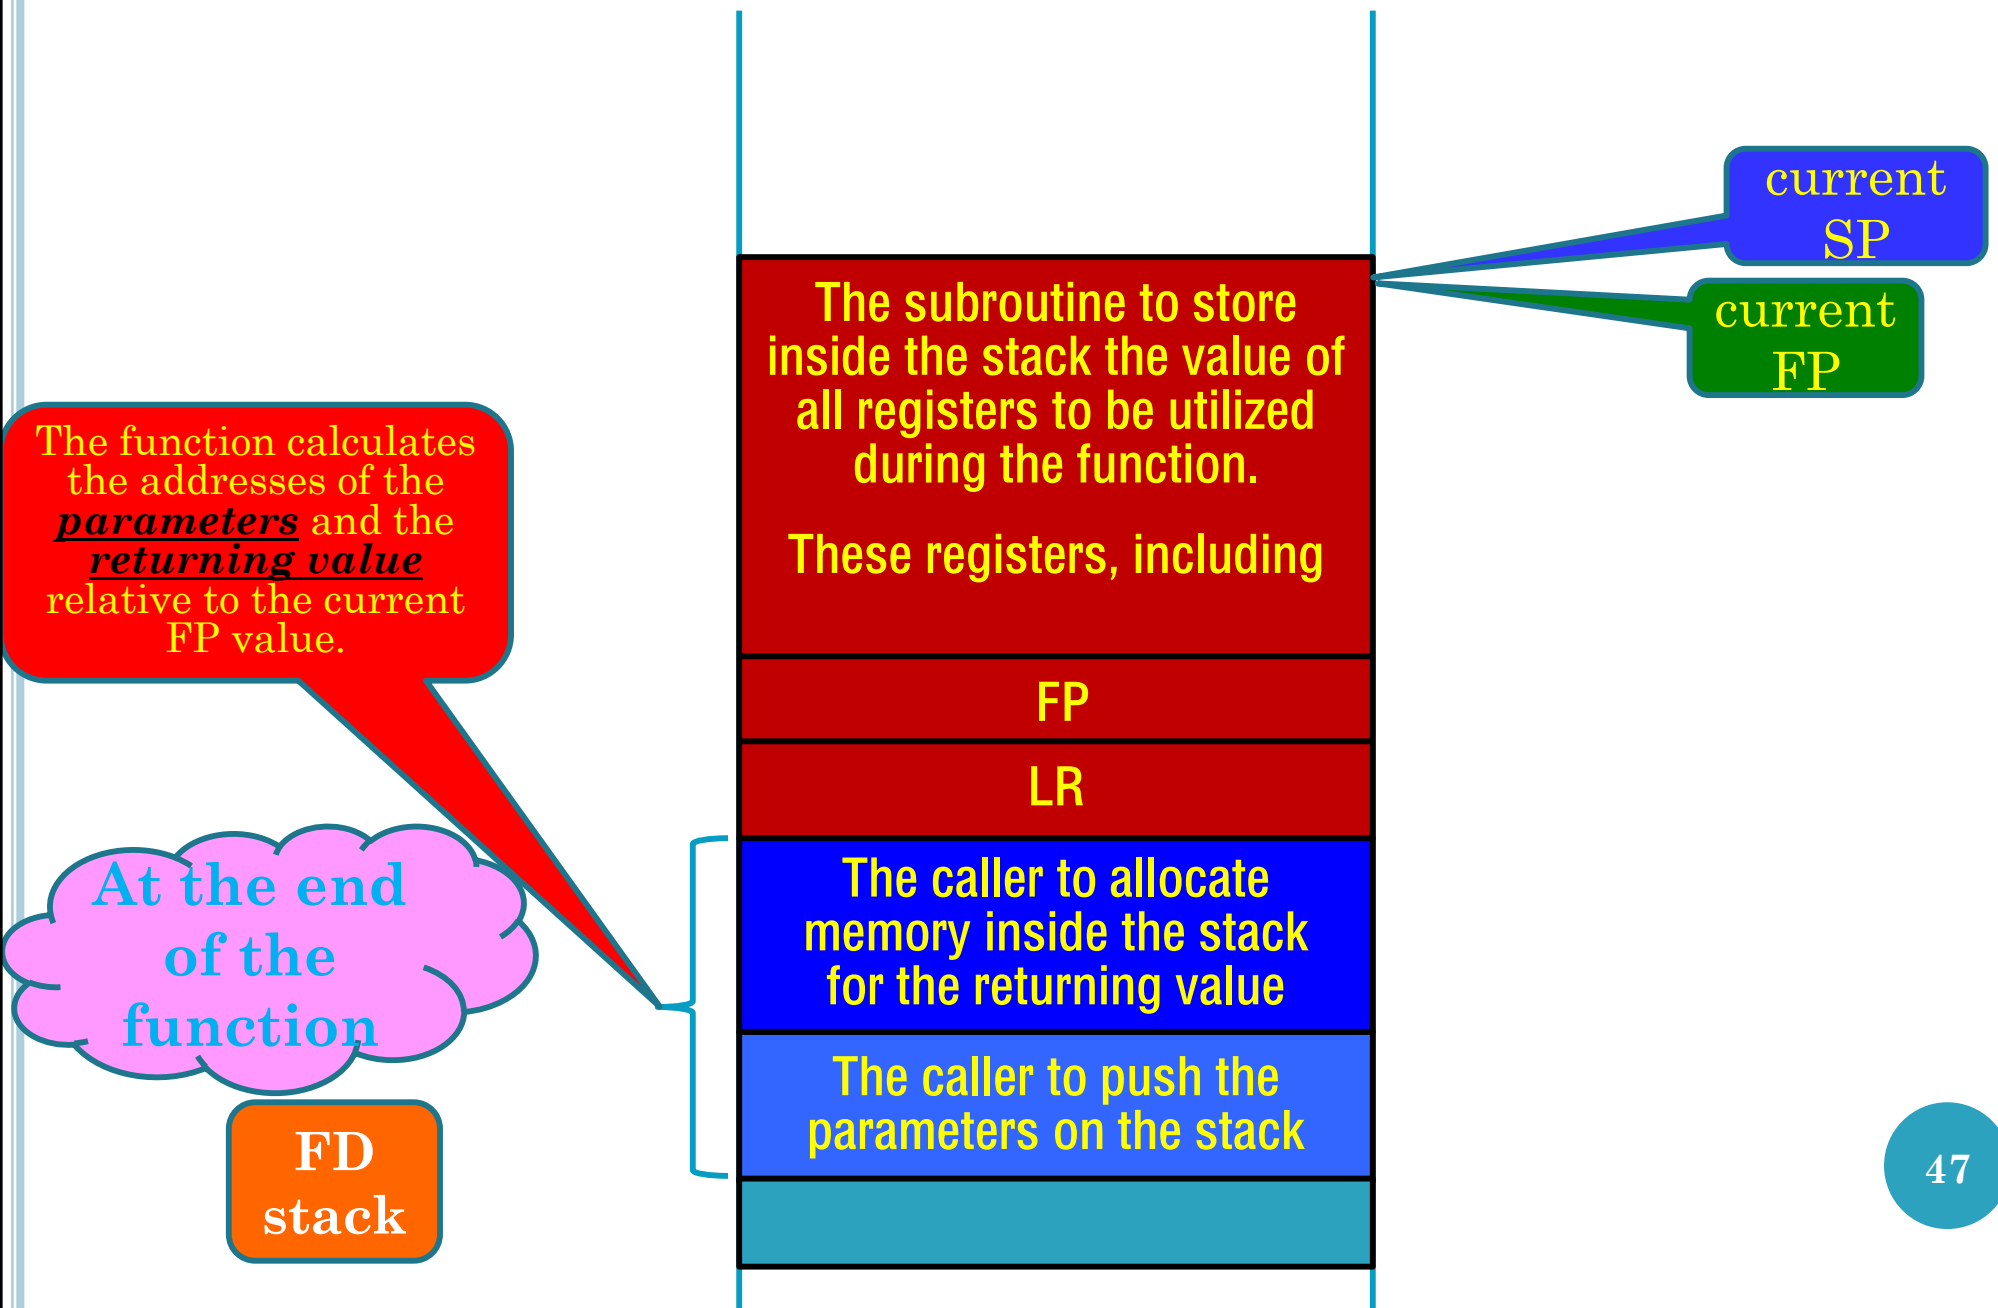 current
SP
current
FP
The subroutine to store
inside the stack the value of
all registers to be utilized
during the function.
These registers, including
FP
LR
The caller to allocate
memory inside the stack
for the returning value
The caller to push the
parameters on the stack
The function calculates
the addresses of the
parameters and the
returning value
relative to the current
FP value.
At the end
of the
function
FD
stack
47